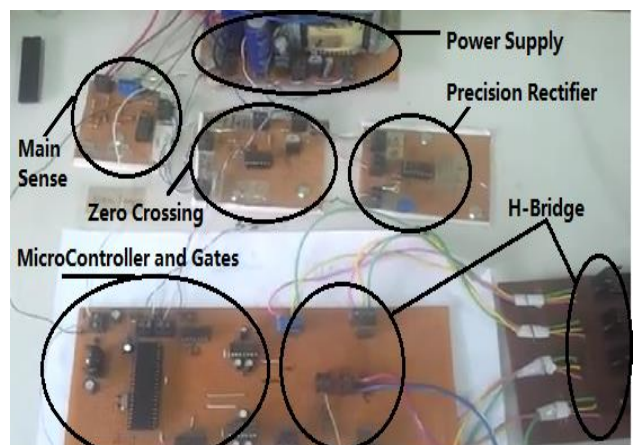 Power Supply
Precision Rectifier
Main
Sense
Zero Crossing
H-Bridge
MicroController and Gates